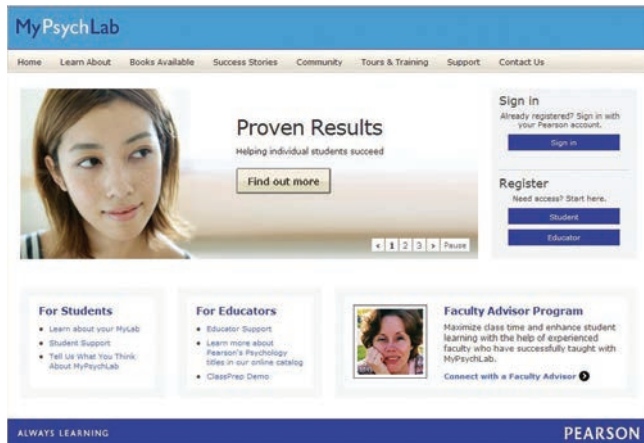 MyPsychLab
Home Learn About Books Available Success Stories Community Tours & Training Support Contact Us
Proven Results
Helping individual students succeed
Find out more
< 1 2 3 > Pause
Sign in
Already registered? Sign in with
your Pearson account.
Sign in
Register
Need access? Start here.
Student
Educator
For Students
• Learn about your MyLab
• Student Support
• Tell Us What You Think
About MyPsychLab
For Educators
• Educator Support
• Learn more about
Pearson's Psychology
titles in our online catalog
• ClassPrep Demo
Faculty Advisor Program
Maximize class time and enhance student
learning with the help of experienced
faculty who have successfully taught with
MyPsychLab.
Connect with a Faculty Advisor
ALWAYS LEARNING
PEARSON